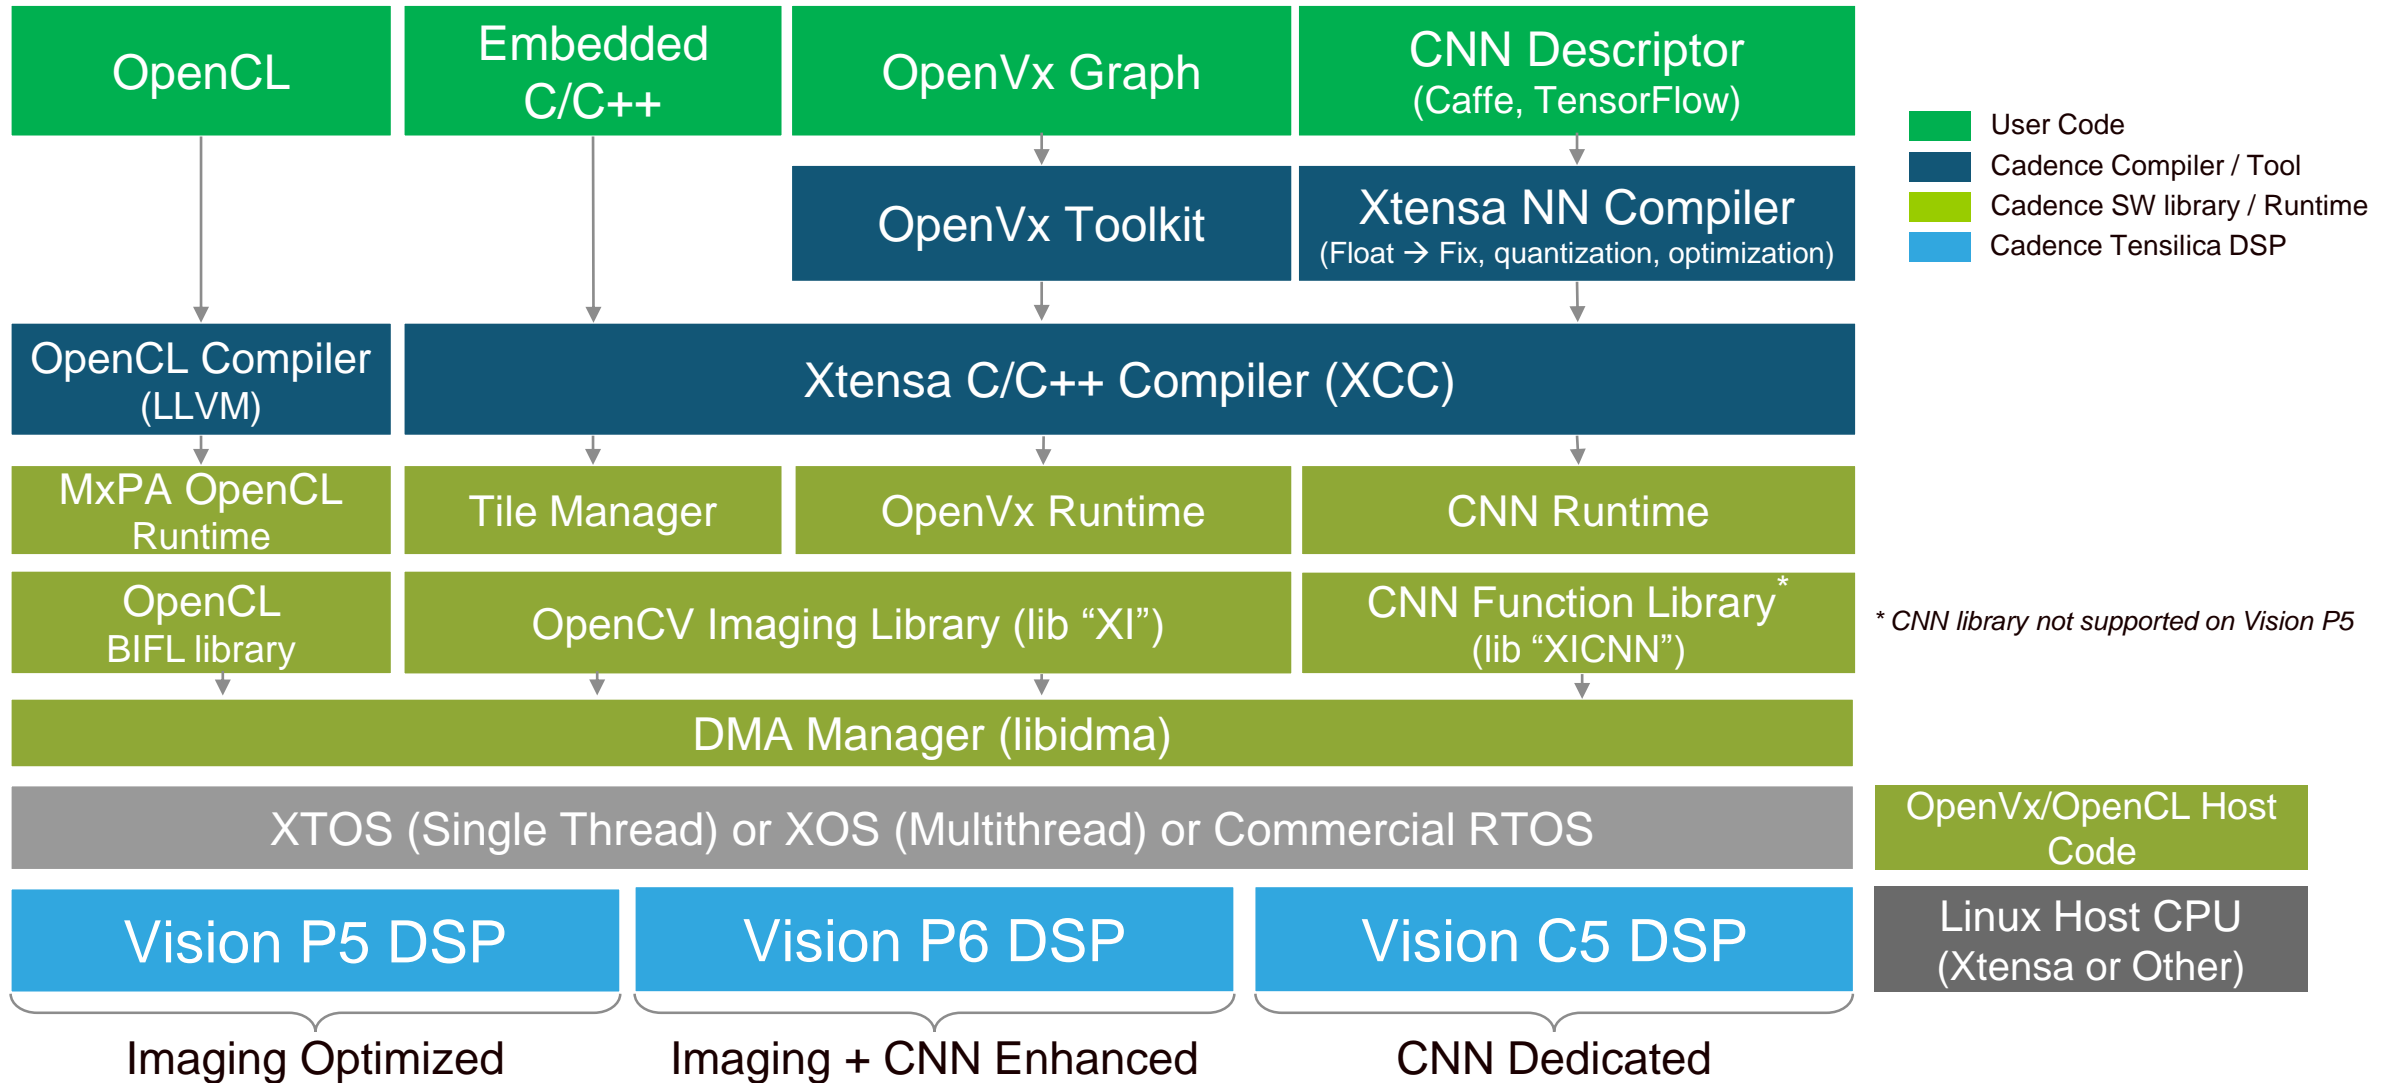 OpenCL
Embedded
C/C++
OpenVx Graph
CNN Descriptor
(Caffe, TensorFlow)
User Code
Cadence Compiler / Tool
Cadence SW library / Runtime
Cadence Tensilica DSP
OpenVx Toolkit
Xtensa NN Compiler
(Float → Fix, quantization, optimization)
OpenCL Compiler
(LLVM)
Xtensa C/C++ Compiler (XCC)
MxPA OpenCL
Runtime
Tile Manager
OpenVx Runtime
CNN Runtime
OpenCL
BIFL library
OpenCV Imaging Library (lib “XI”)
CNN Function Library*
(lib “XICNN”)
* CNN library not supported on Vision P5
DMA Manager (libidma)
XTOS (Single Thread) or XOS (Multithread) or Commercial RTOS
OpenVx/OpenCL Host
Code
Vision P5 DSP
Vision P6 DSP
Vision C5 DSP
Linux Host CPU
(Xtensa or Other)
Imaging Optimized
Imaging + CNN Enhanced
CNN Dedicated